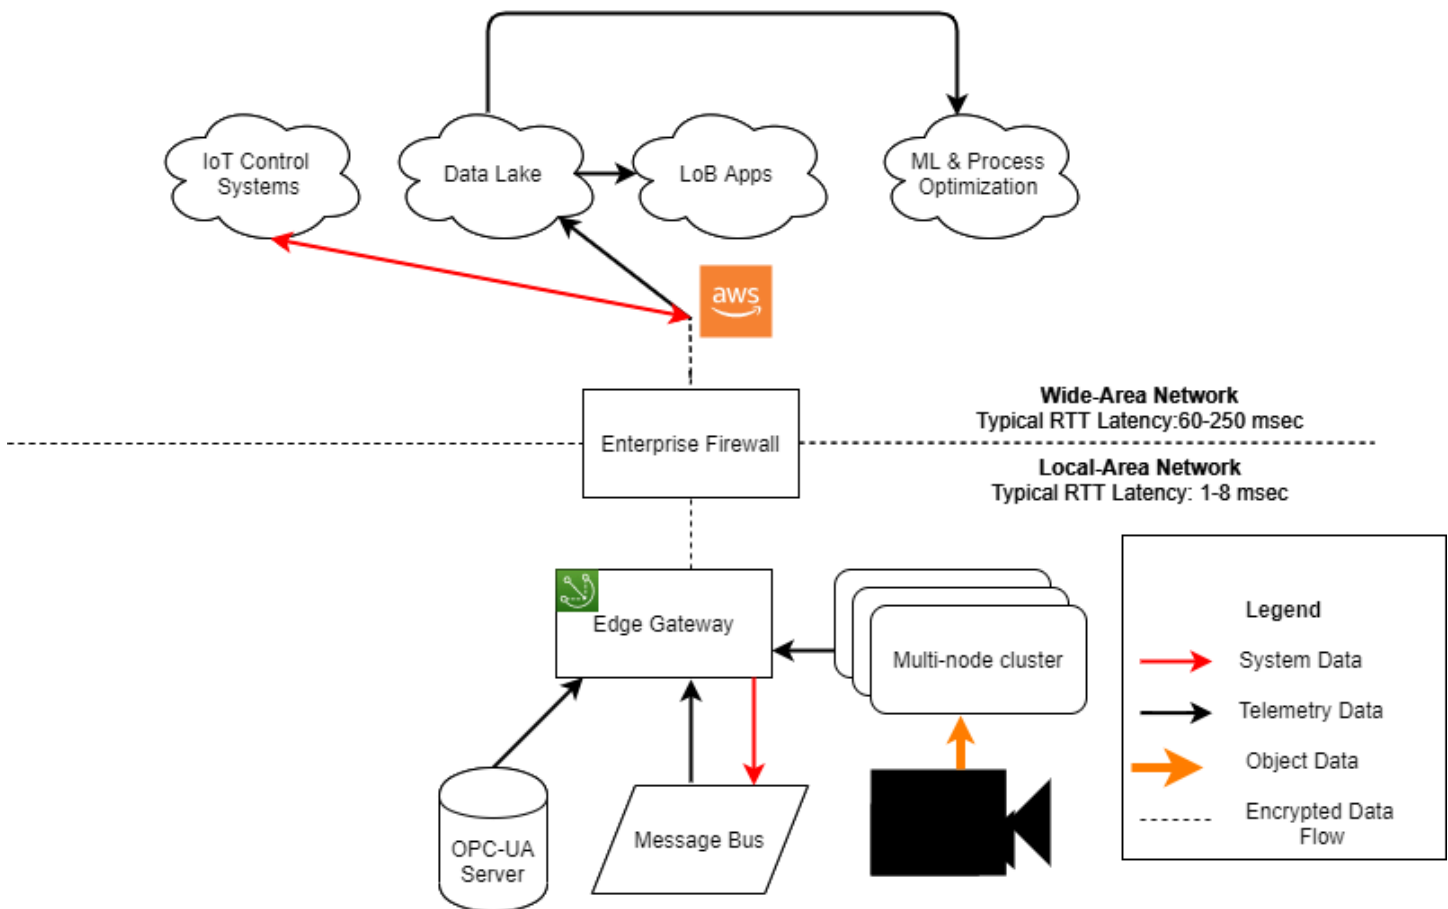 IoT Control
Systems
Data Lake
LoB Apps
ML & Process
Optimization
aws
Wide-Area Network
Typical RTT Latency:60-250 msec
Enterprise Firewall
Local-Area Network
Typical RTT Latency: 1-8 msec
Edge Gateway
Multi-node cluster
OPC-UA
Server
Message Bus
Legend
System Data
Telemetry Data
Object Data
Encrypted Data
Flow